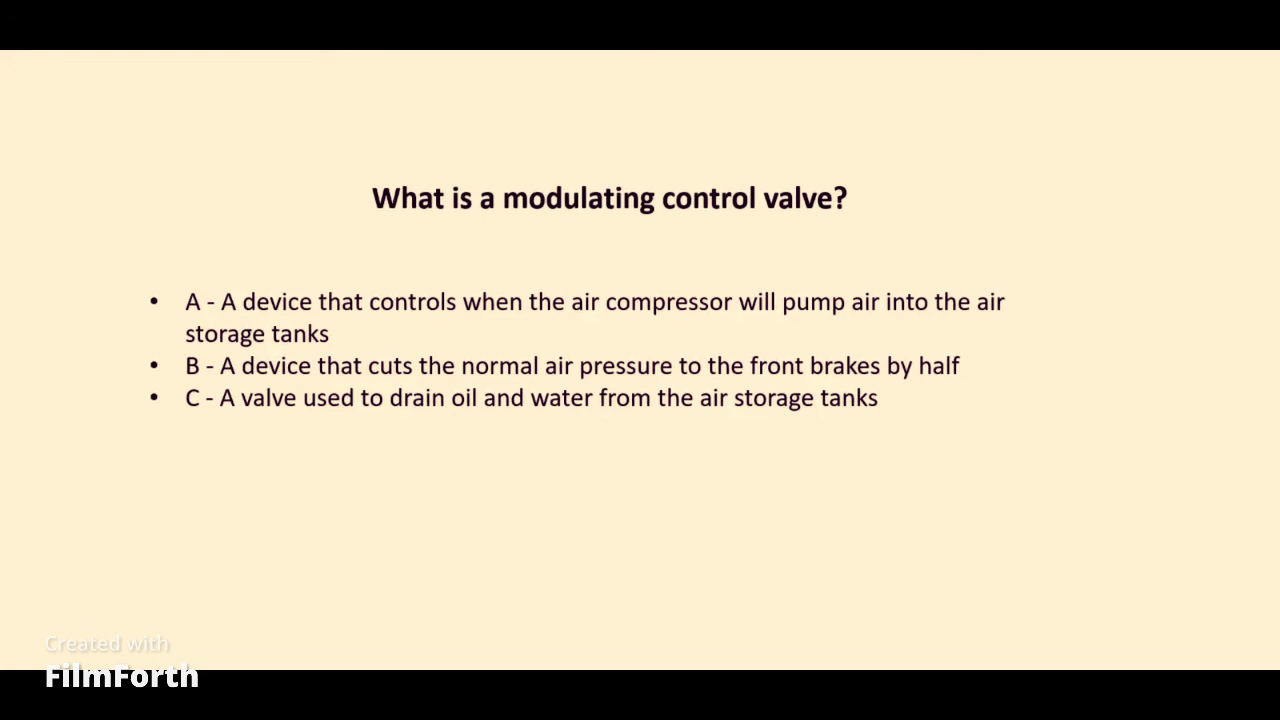 What is a modulating control valve?
• A - A device that controls when the air compressor will pump air into the air
storage tanks
• B - A device that cuts the normal air pressure to the front brakes by half
• C - A valve used to drain oil and water from the air storage tanks
Created with
FilmForth